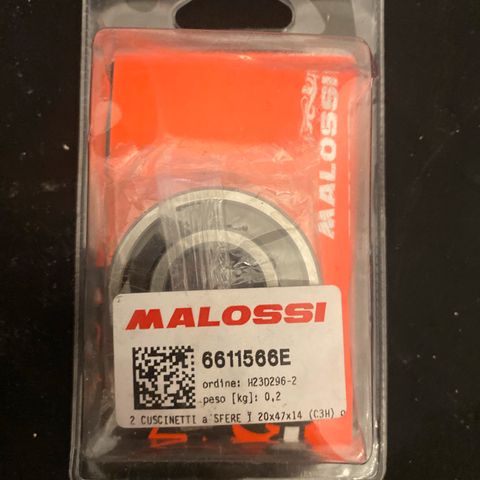 MALOSSI
MALOSSI
6611566E
ordine: H23D296-2
peso [kg]: 0,2
2 CUSCINETTI a SFERE
20x47x14 (C3H)